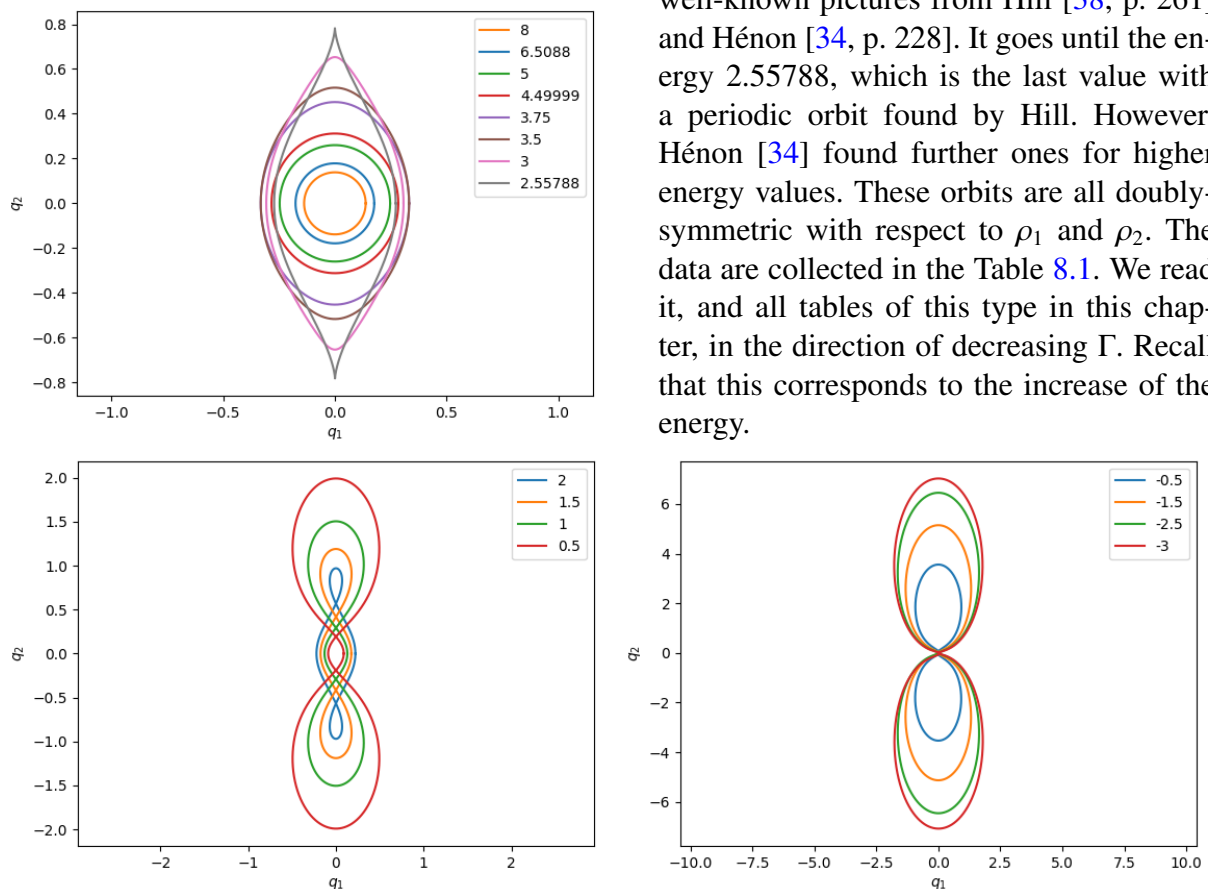 well-known pictures from Hill [38, p. 261]
and Hénon [34, p. 228]. It goes until the en-
ergy 2.55788, which is the last value with
a periodic orbit found by Hill. However,
Hénon [34] found further ones for higher
energy values. These orbits are all doubly-
symmetric with respect to ρ1 and ρ2. The
data are collected in the Table 8.1. We read
it, and all tables of this type in this chap-
ter, in the direction of decreasing Γ. Recall
that this corresponds to the increase of the
energy.
0.8
0.6
0.4
0.2
0.0
−0.2
−0.4
−0.6
−0.8
q2
−1.0 −0.5 0.0 0.5 1.0
q1
8
6.5088
5
4.49999
3.75
3.5
3
2.55788
2.0
1.5
1.0
0.5
0.0
−0.5
−1.0
−1.5
−2.0
q2
−2 −1 0 1 2
q1
2
1.5
1
0.5
6
4
2
0
−2
−4
−6
q2
−10.0 −7.5 −5.0 −2.5 0.0 2.5 5.0 7.5 10.0
q1
-0.5
-1.5
-2.5
-3